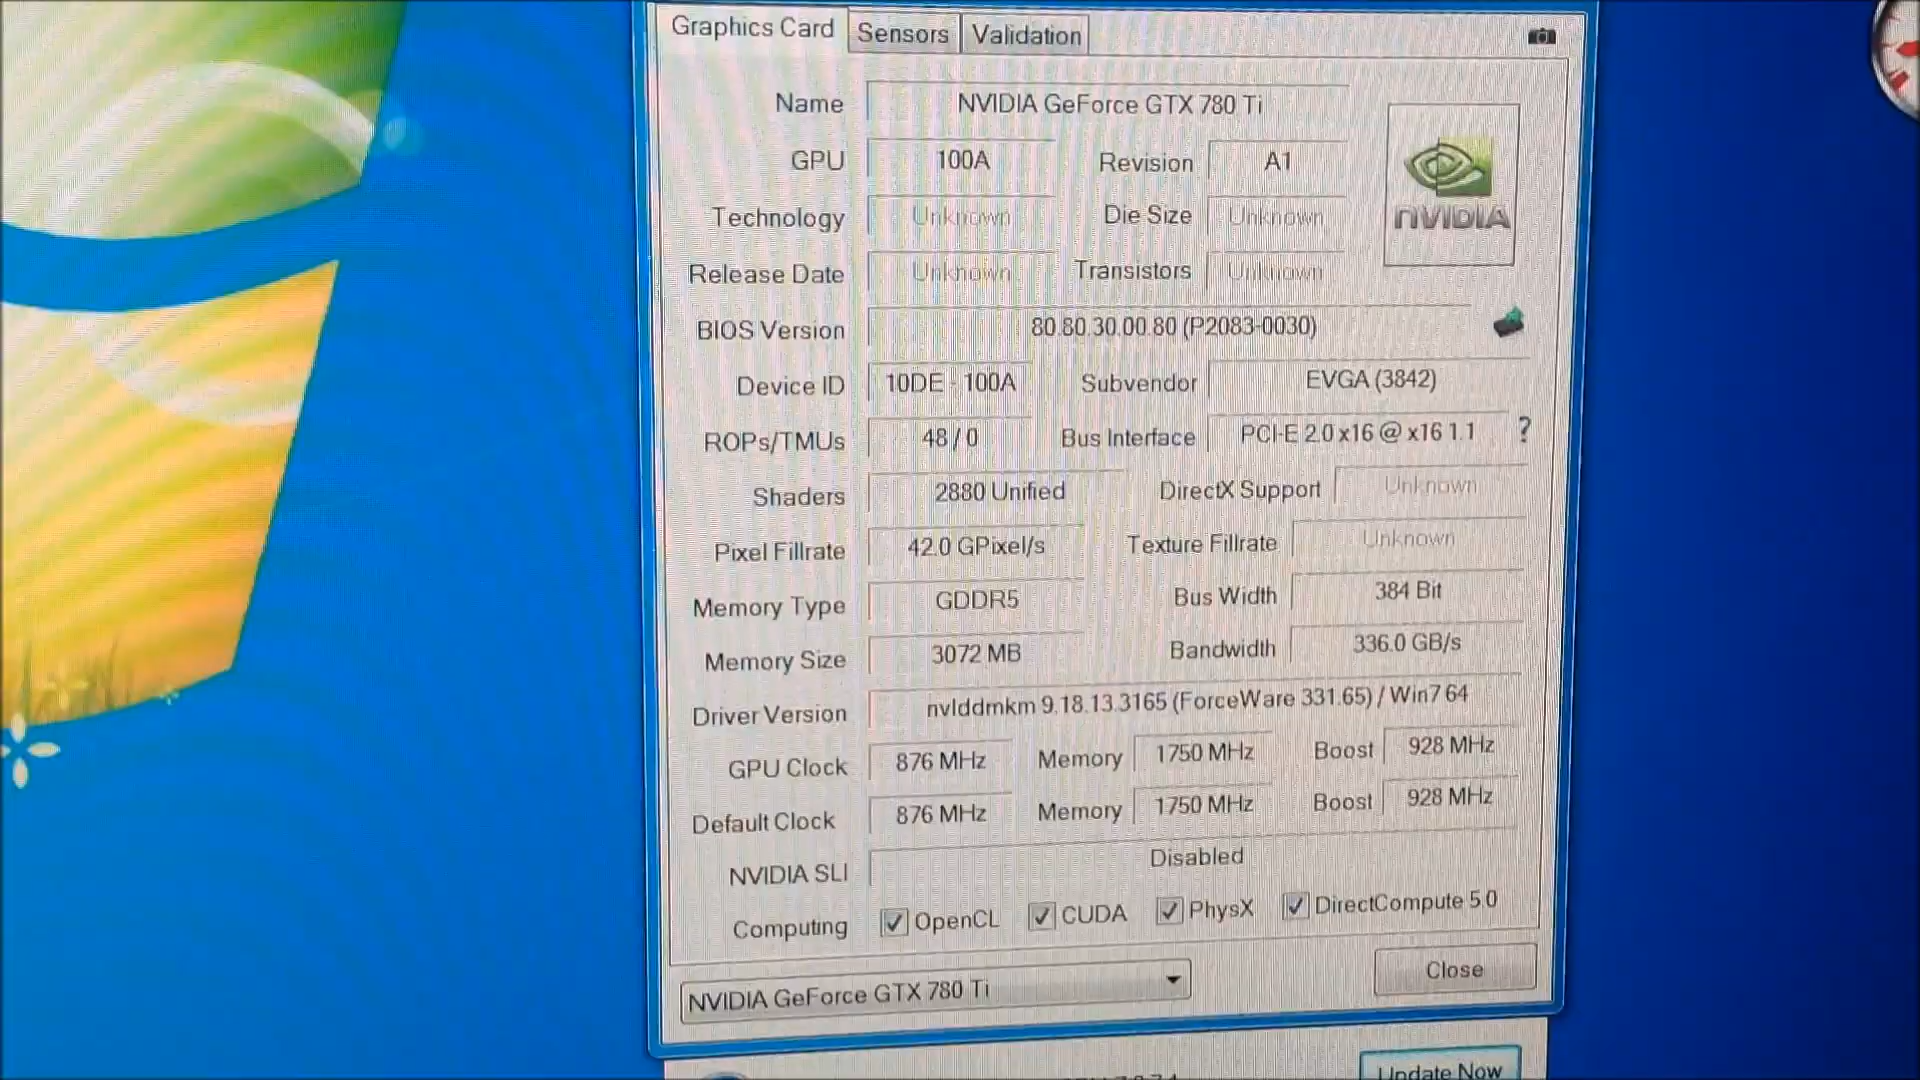 Graphics Card Sensors Validation
Name NVIDIA GeForce GTX 780 Ti
GPU 100A Revision A1
nVIDIA
Technology Unknown Die Size Unknown
Release Date Unknown Transistors Unknown
BIOS Version 80.80.30.00.80 (P2083-0030)
Device ID 10DE - 100A Subvendor EVGA (3842)
ROPs/TMUs 48 / 0 Bus Interface PCI-E 2.0 x16 @ x16 1.1 ?
Shaders 2880 Unified DirectX Support Unknown
Pixel Fillrate 42.0 GPixel/s Texture Fillrate Unknown
Memory Type GDDR5 Bus Width 384 Bit
Memory Size 3072 MB Bandwidth 336.0 GB/s
Driver Version nvlddmkm 9.18.13.3165 (ForceWare 331.65) / Win7 64
GPU Clock 876 MHz Memory 1750 MHz Boost 928 MHz
Default Clock 876 MHz Memory 1750 MHz Boost 928 MHz
NVIDIA SLI Disabled
Computing OpenCL CUDA PhysX DirectCompute 5.0
NVIDIA GeForce GTX 780 Ti Close
Update Now